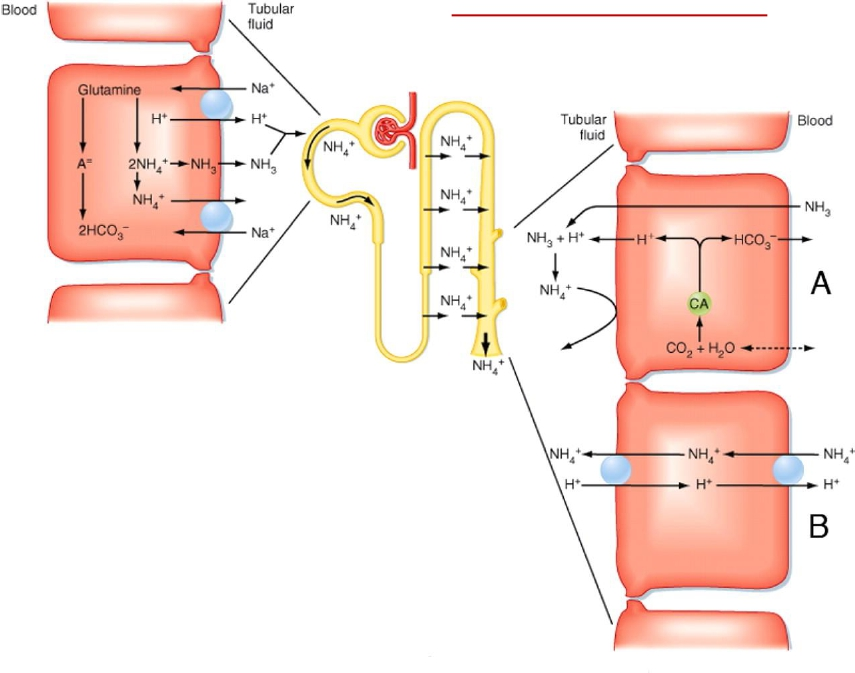 Blood
Tubular
fluid
Glutamine
Na⁺
H⁺
H⁺
A⁼
2NH₄⁺
NH₃
NH₃
NH₄⁺
2HCO₃⁻
Na⁺
NH₄⁺
NH₄⁺
NH₄⁺
NH₄⁺
NH₄⁺
NH₄⁺
NH₄⁺
Tubular
fluid
Blood
NH₃
NH₃ + H⁺
H⁺
HCO₃⁻
NH₄⁺
CA
A
CO₂ + H₂O
NH₄⁺
NH₄⁺
NH₄⁺
H⁺
H⁺
H⁺
B